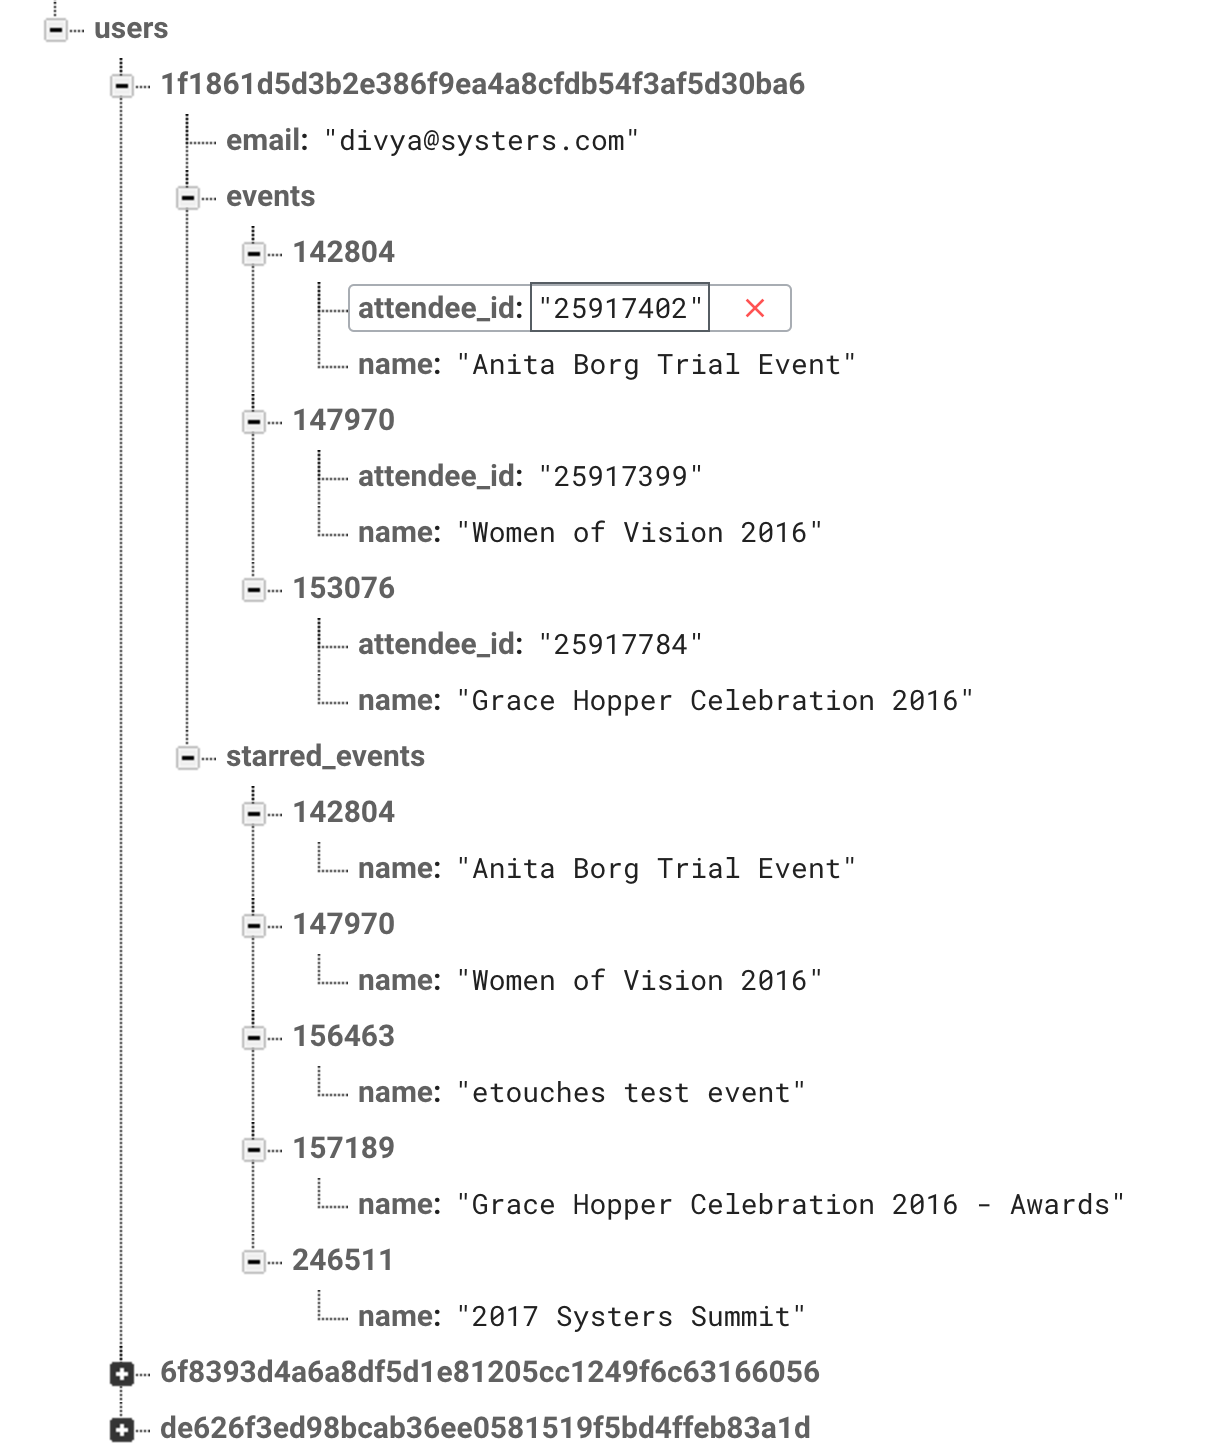 users
1f1861d5d3b2e386f9ea4a8cfdb54f3af5d30ba6
email: "divya@systers.com"
events
142804
attendee_id: "25917402"
name: "Anita Borg Trial Event"
147970
attendee_id: "25917399"
name: "Women of Vision 2016"
153076
attendee_id: "25917784"
name: "Grace Hopper Celebration 2016"
starred_events
142804
name: "Anita Borg Trial Event"
147970
name: "Women of Vision 2016"
156463
name: "etouches test event"
157189
name: "Grace Hopper Celebration 2016 - Awards"
246511
name: "2017 Systers Summit"
6f8393d4a6a8df5d1e81205cc1249f6c63166056
de626f3ed98bcab36ee0581519f5bd4ffeb83a1d